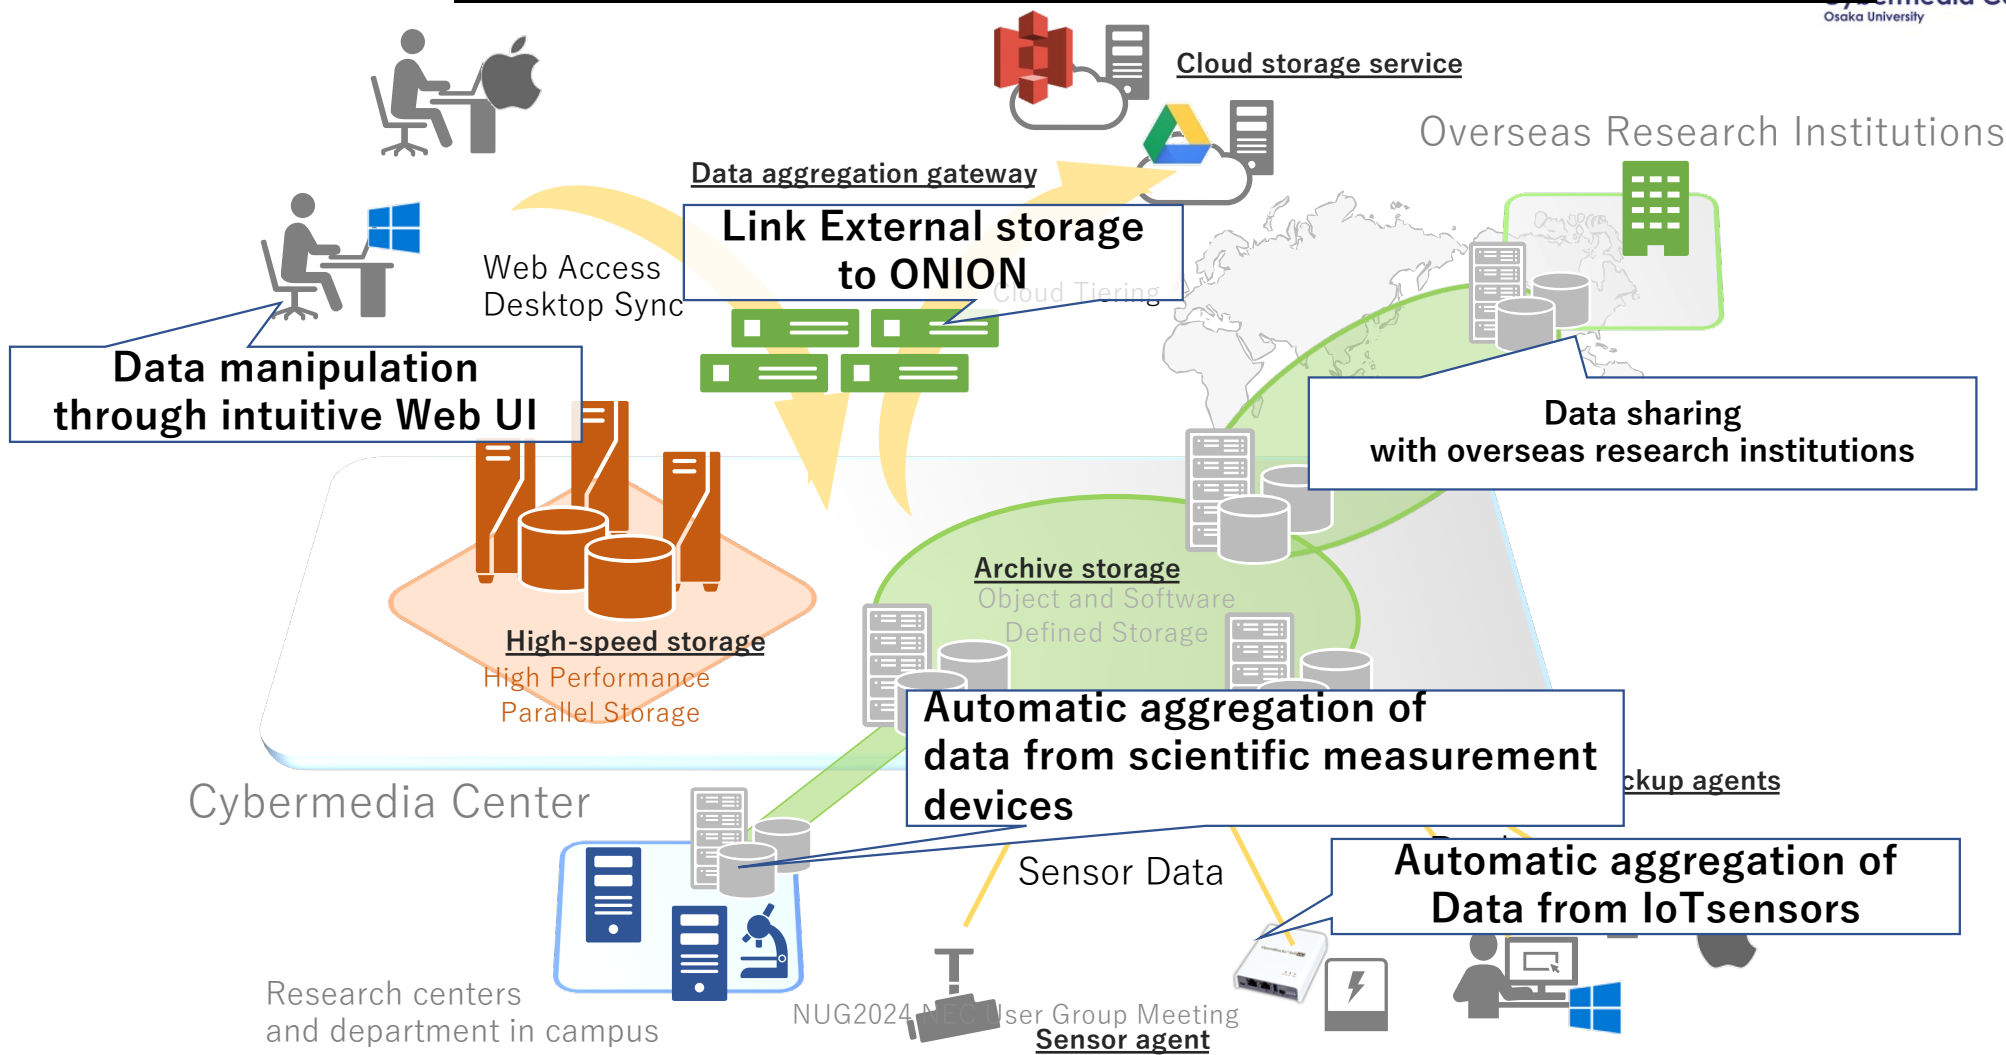 Osaka University
Cloud storage service
Overseas Research Institutions
Data aggregation gateway
Link External storage
to ONION
Web Access
Desktop Sync
Cloud Tiering
Data manipulation
through intuitive Web UI
Data sharing
with overseas research institutions
Archive storage
Object and Software
Defined Storage
High-speed storage
High Performance
Parallel Storage
Automatic aggregation of
data from scientific measurement
devices
ckup agents
Cybermedia Center
Sensor Data
Automatic aggregation of
Data from IoTsensors
Research centers
and department in campus
NUG2024 NEC User Group Meeting
Sensor agent